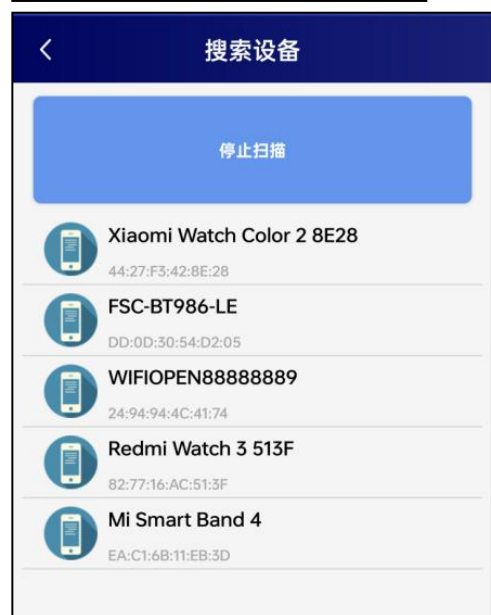 搜索设备
停止扫描
Xiaomi Watch Color 2 8E28
44:27:F3:42:8E:28
FSC-BT986-LE
DD:0D:30:54:D2:05
WIFIOPEN88888889
24:94:94:4C:41:74
Redmi Watch 3 513F
82:77:16:AC:51:3F
Mi Smart Band 4
EA:C1:6B:11:EB:3D